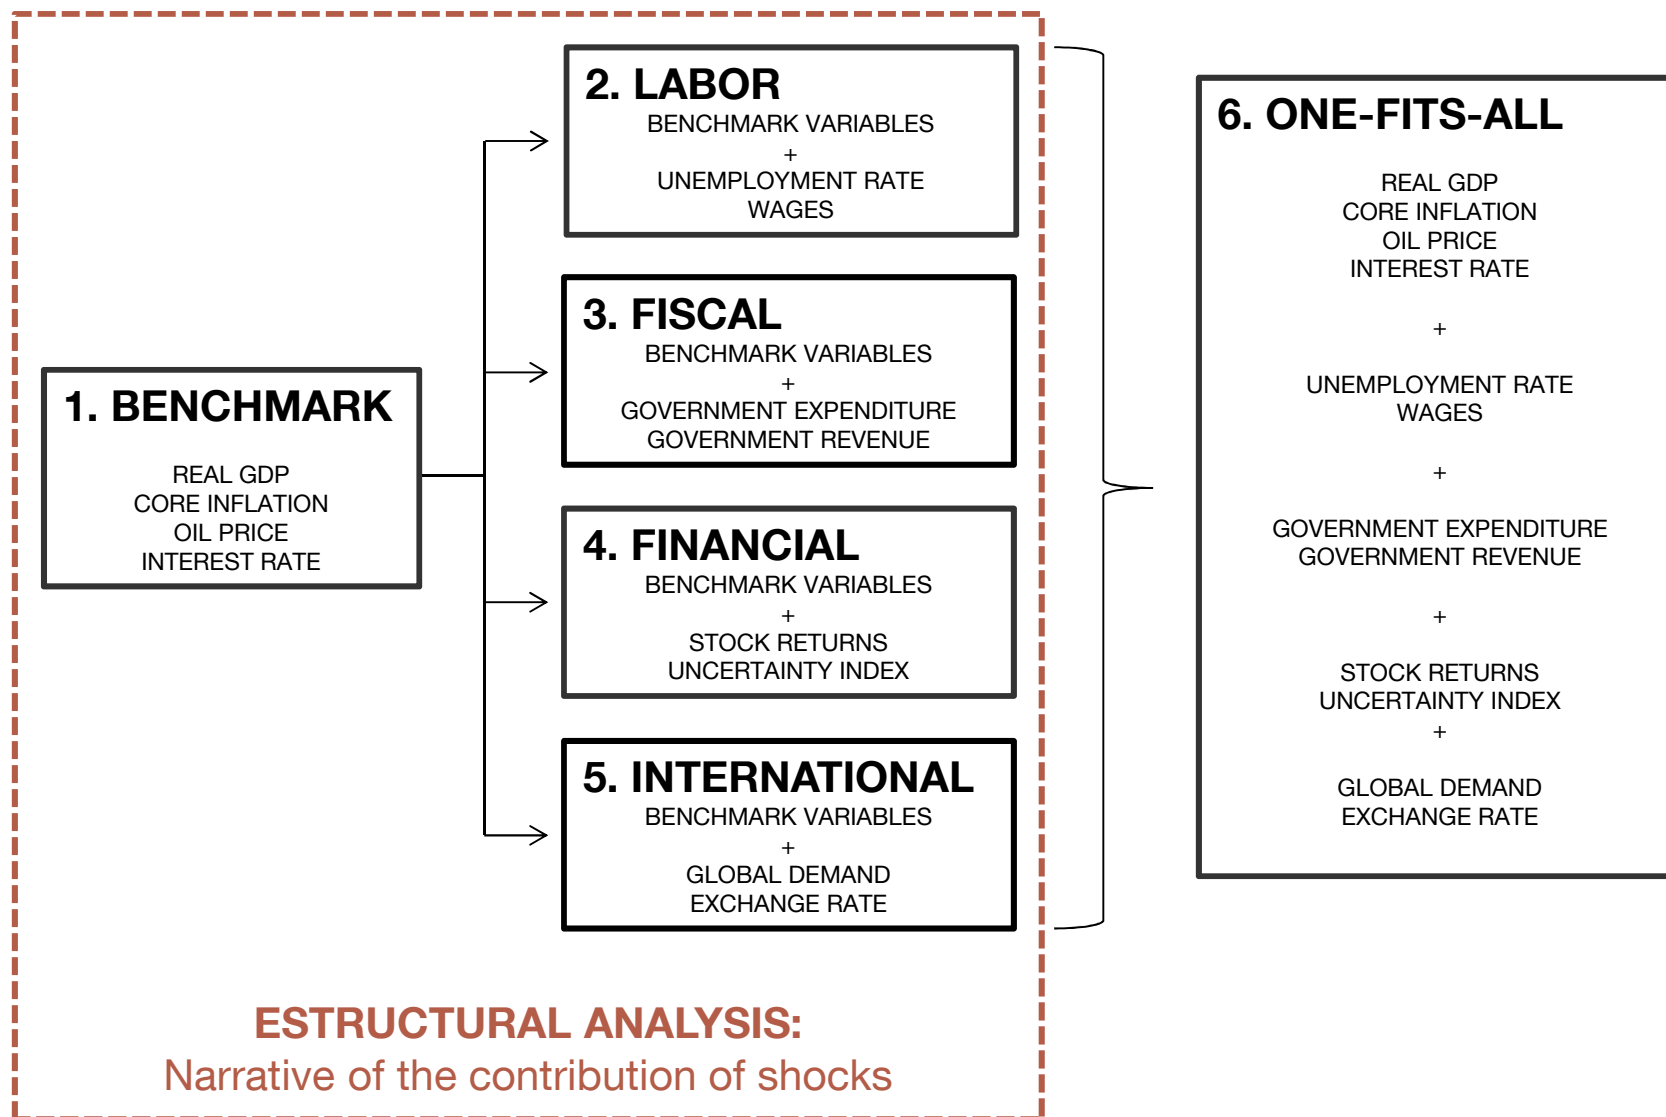 1. BENCHMARK
REAL GDP
CORE INFLATION
OIL PRICE
INTEREST RATE
2. LABOR
BENCHMARK VARIABLES
+
UNEMPLOYMENT RATE
WAGES
3. FISCAL
BENCHMARK VARIABLES
+
GOVERNMENT EXPENDITURE
GOVERNMENT REVENUE
4. FINANCIAL
BENCHMARK VARIABLES
+
STOCK RETURNS
UNCERTAINTY INDEX
5. INTERNATIONAL
BENCHMARK VARIABLES
+
GLOBAL DEMAND
EXCHANGE RATE
ESTRUCTURAL ANALYSIS:
Narrative of the contribution of shocks
6. ONE-FITS-ALL
REAL GDP
CORE INFLATION
OIL PRICE
INTEREST RATE
+
UNEMPLOYMENT RATE
WAGES
+
GOVERNMENT EXPENDITURE
GOVERNMENT REVENUE
+
STOCK RETURNS
UNCERTAINTY INDEX
+
GLOBAL DEMAND
EXCHANGE RATE